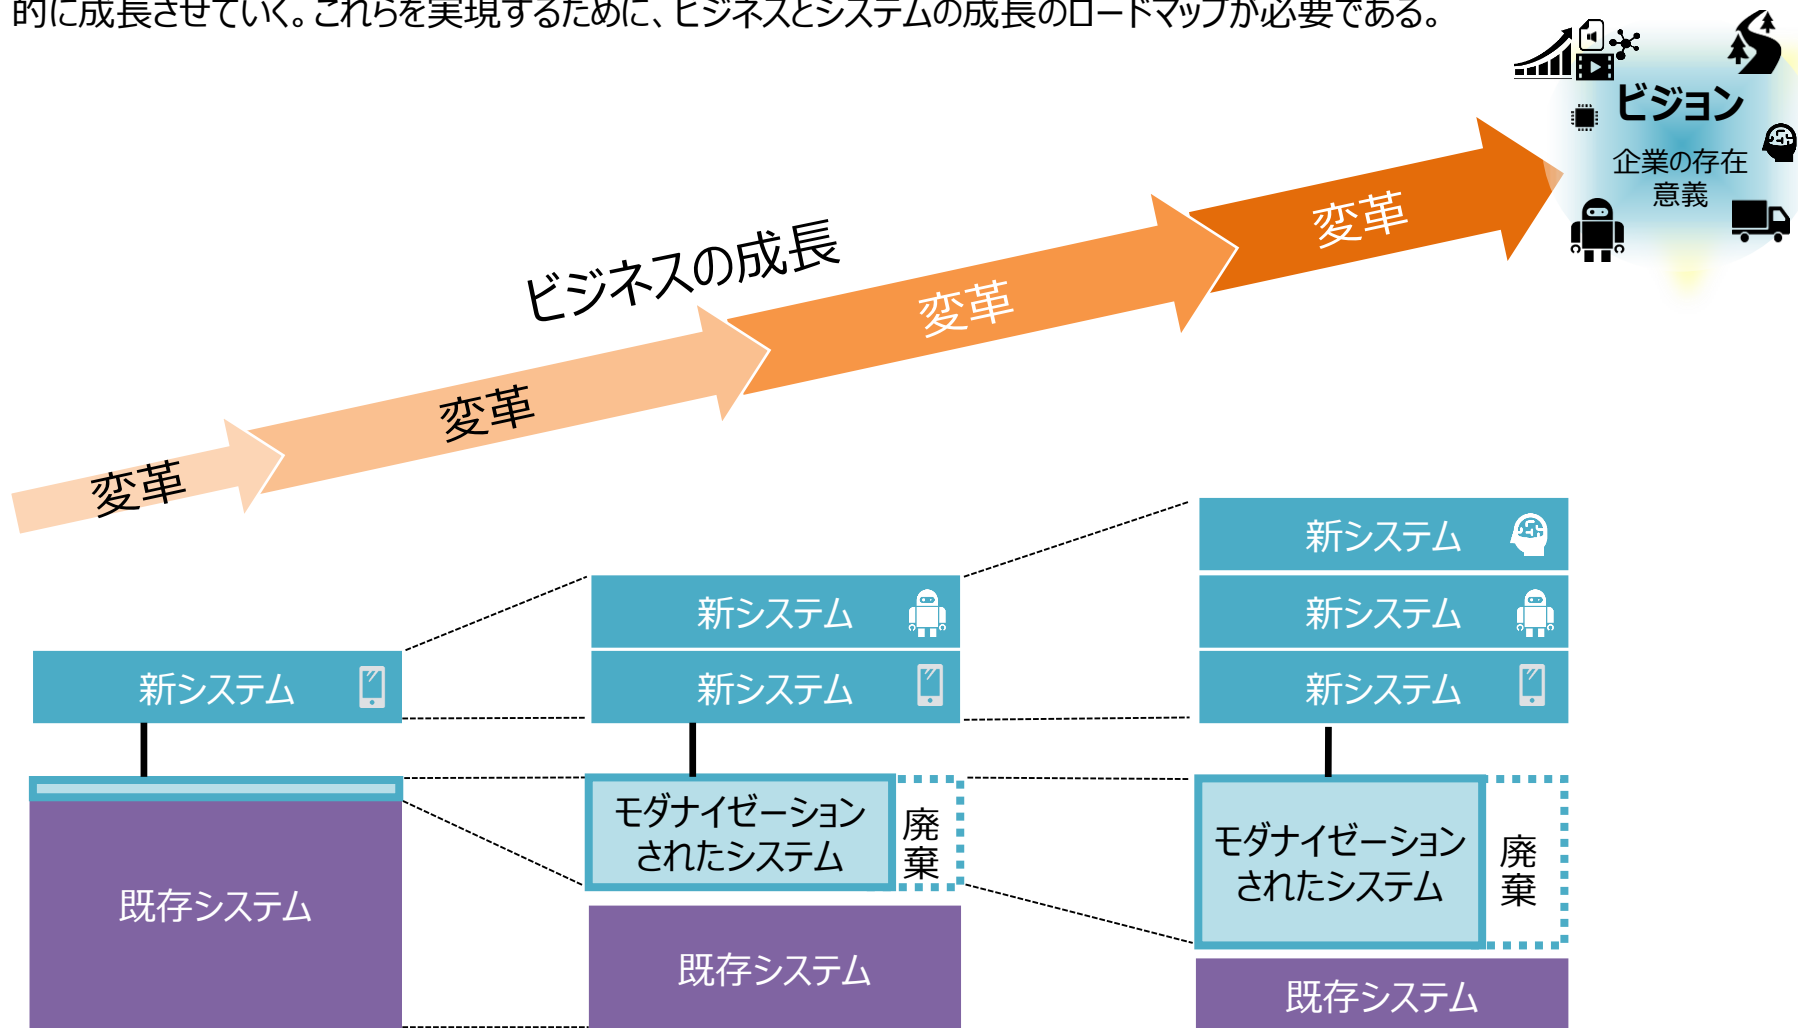 的に成長させていく。これらを実現するために、ビジネスとシステムの成長のロードマップが必要である。
ビジョン
企業の存在
意義
変革
変革
ビジネスの成長
変革
変革
新システム
新システム
新システム
新システム
新システム
新システム
モダナイゼーション
されたシステム
廃棄
モダナイゼーション
されたシステム
廃棄
既存システム
既存システム
既存システム